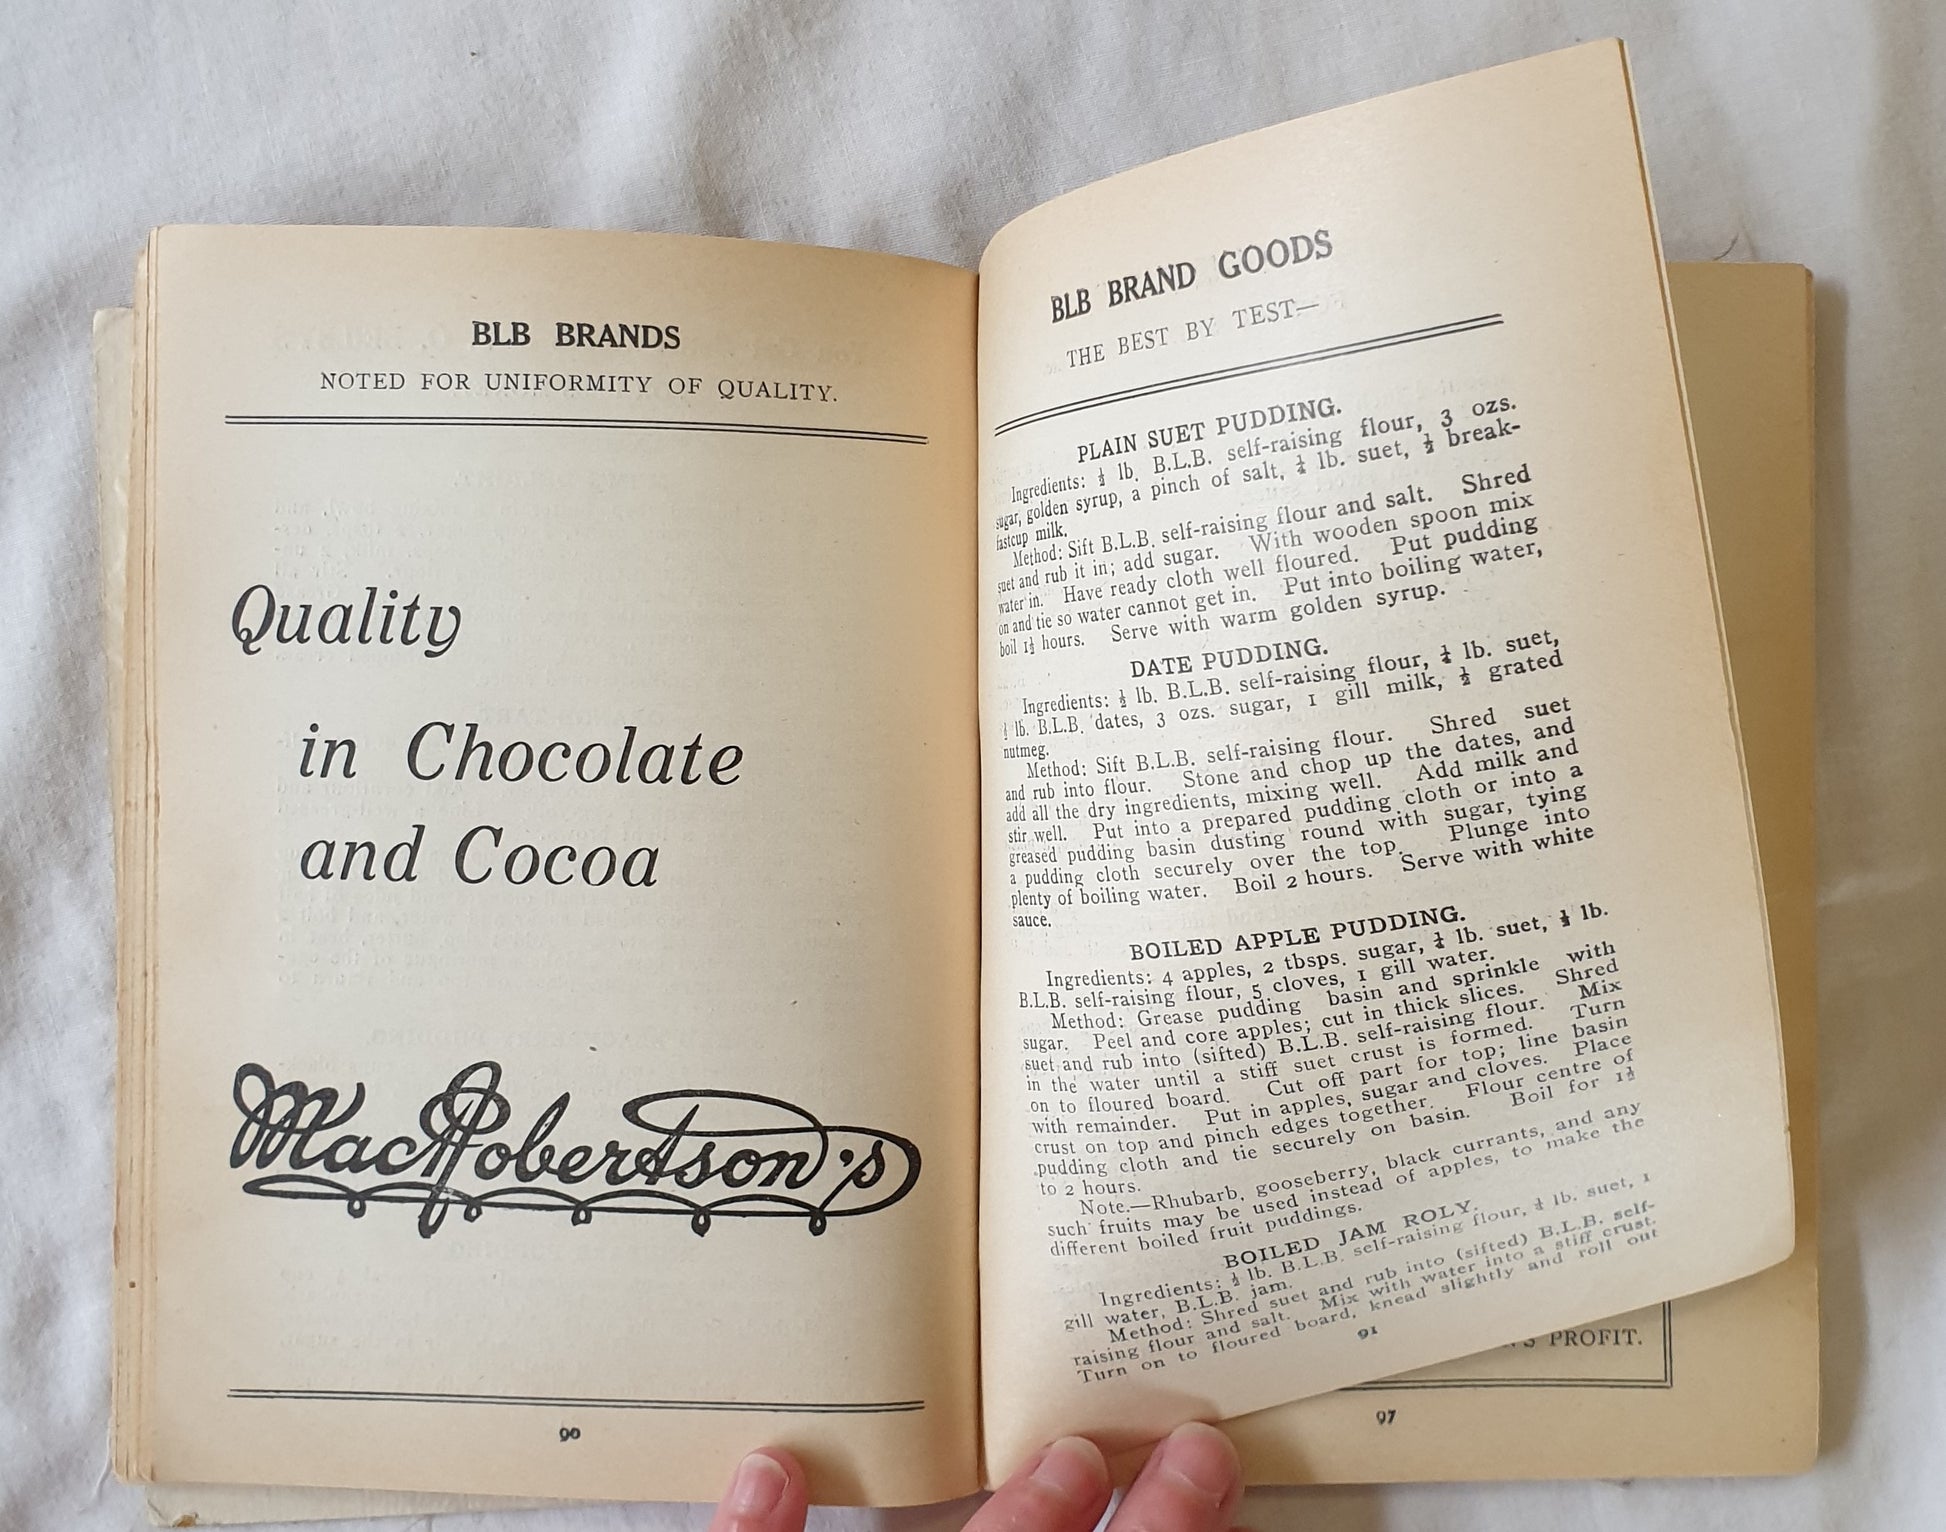 BLB BRANDS
NOTED FOR UNIFORMITY OF QUALITY.
Quality
in Chocolate
and Cocoa
MacRobertson's
90
BLB BRAND GOODS
THE BEST BY TEST—
PLAIN SUET PUDDING.
Ingredients: ½ lb. B.L.B. self-raising flour, 3 ozs.
sugar, golden syrup, a pinch of salt, ¼ lb. suet, ½ break-
fastcup milk.
Method: Sift B.L.B. self-raising flour and salt. Shred
suet and rub it in; add sugar. With wooden spoon mix
water in. Have ready cloth well floured. Put pudding
on and tie so water cannot get in. Put into boiling water,
boil 1½ hours. Serve with warm golden syrup.
DATE PUDDING.
Ingredients: ½ lb. B.L.B. self-raising flour, ¼ lb. suet,
lb. B.L.B. dates, 3 ozs. sugar, 1 gill milk, ½ grated
nutmeg.
Method: Sift B.L.B. self-raising flour. Shred suet
and rub into flour. Stone and chop up the dates, and
add all the dry ingredients, mixing well. Add milk and
stir well. Put into a prepared pudding cloth or into a
greased pudding basin dusting round with sugar, tying
a pudding cloth securely over the top. Plunge into
plenty of boiling water. Boil 2 hours. Serve with white
sauce.
BOILED APPLE PUDDING.
Ingredients: 4 apples, 2 tbsps. sugar, ¼ lb. suet, ½ lb.
B.L.B. self-raising flour, 5 cloves, 1 gill water.
Method: Grease pudding basin and sprinkle with
sugar. Peel and core apples; cut in thick slices. Shred
suet and rub into (sifted) B.L.B. self-raising flour. Mix
in the water until a stiff suet crust is formed. Turn
on to floured board. Cut off part for top; line basin
with remainder. Put in apples, sugar and cloves. Place
crust on top and pinch edges together. Flour centre of
pudding cloth and tie securely on basin. Boil for 1½
to 2 hours.
Note.—Rhubarb, gooseberry, black currants, and any
such fruits may be used instead of apples, to make the
different boiled fruit puddings.
BOILED JAM ROLY.
Ingredients: ½ lb. B.L.B. self-raising flour, ¼ lb. suet, 1
gill water, B.L.B. jam.
Method: Shred suet and rub into (sifted) B.L.B. self-
raising flour and salt. Mix with water into a stiff crust.
Turn on to floured board, knead slightly and roll out
91
'S PROFIT.
97